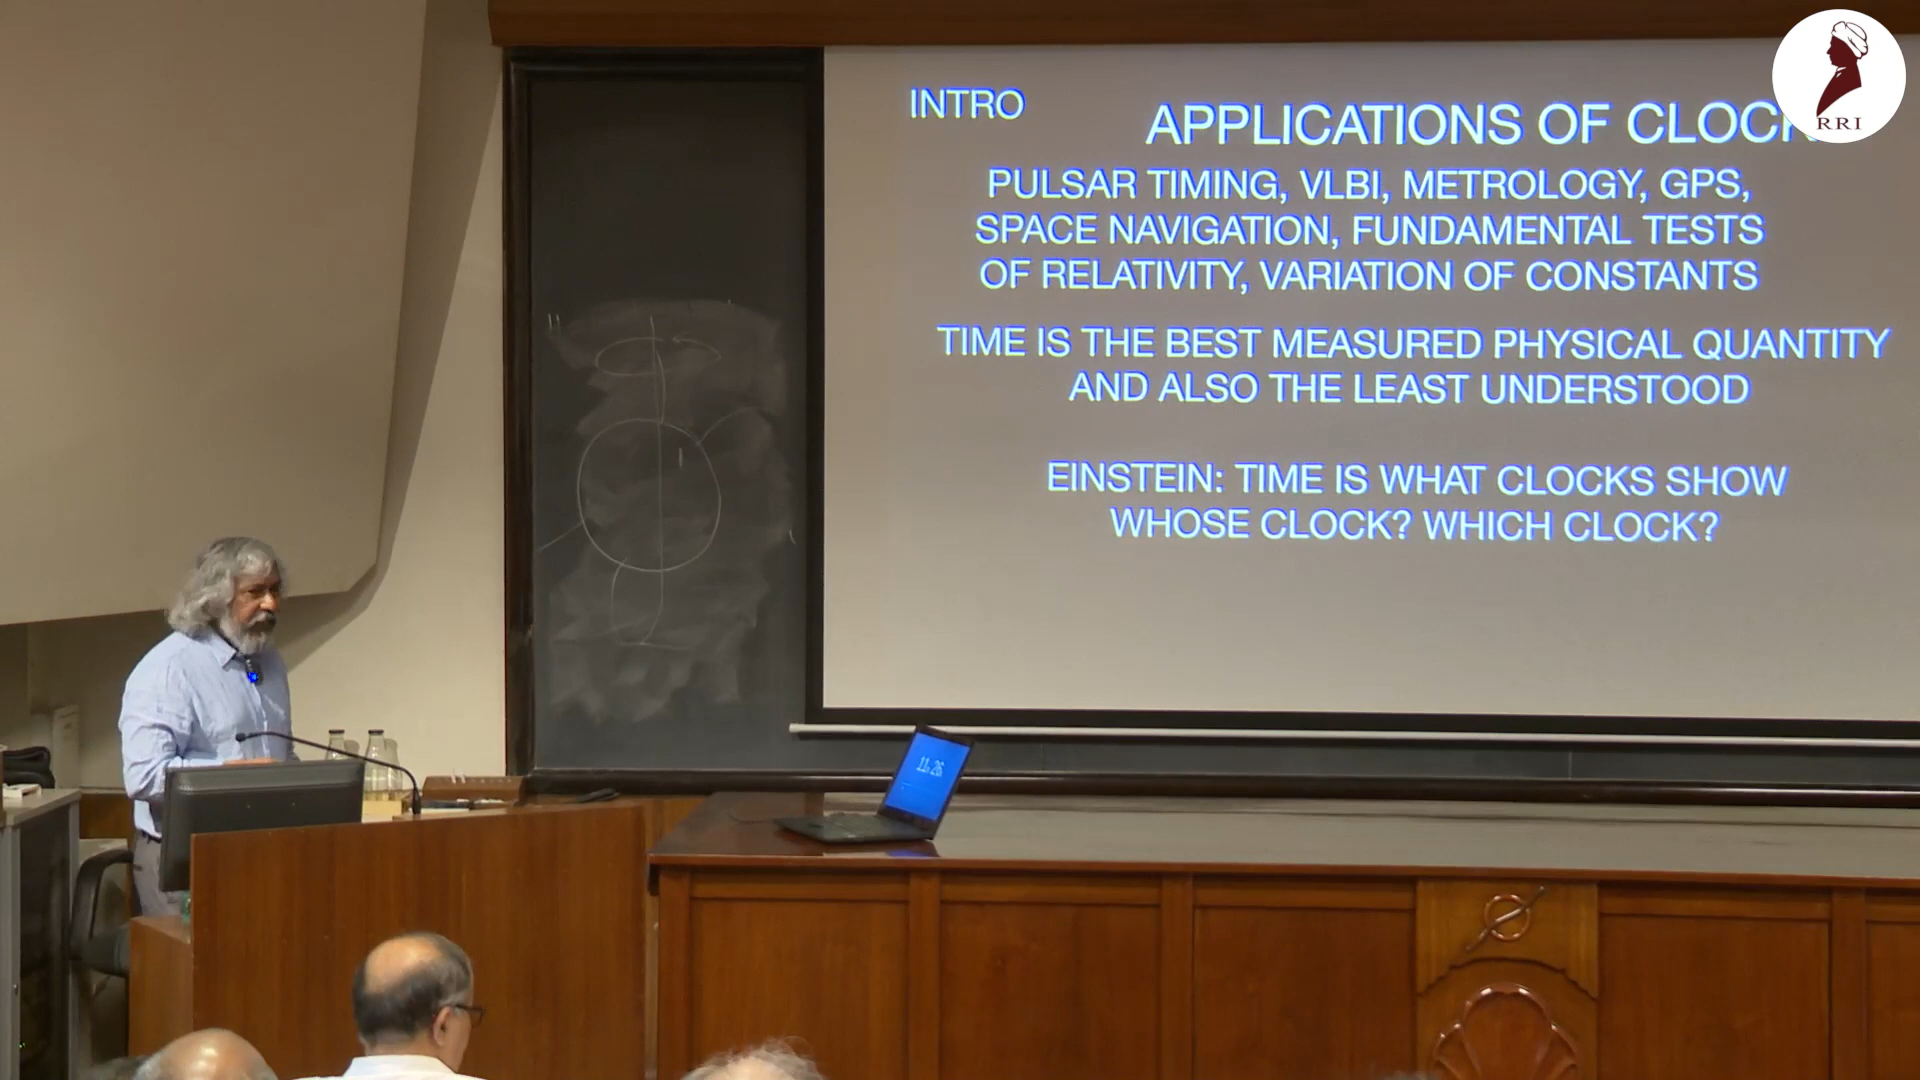 INTRO
APPLICATIONS OF CLOCK
PULSAR TIMING, VLBI, METROLOGY, GPS,
SPACE NAVIGATION, FUNDAMENTAL TESTS
OF RELATIVITY, VARIATION OF CONSTANTS
TIME IS THE BEST MEASURED PHYSICAL QUANTITY
AND ALSO THE LEAST UNDERSTOOD
EINSTEIN: TIME IS WHAT CLOCKS SHOW
WHOSE CLOCK? WHICH CLOCK?
RRI
11:26